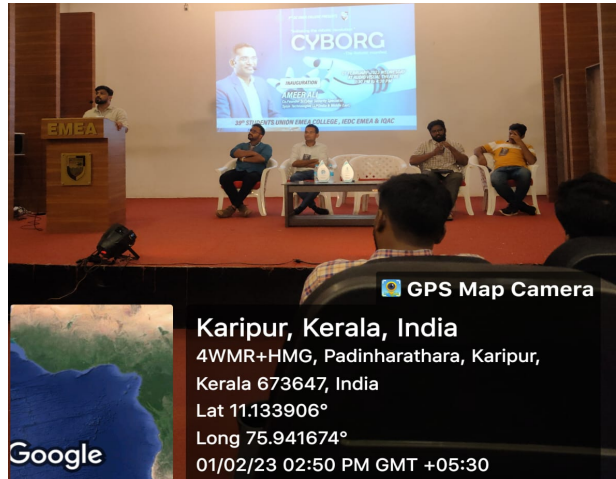 CYBORG
INAUGURATION
AMEER ALI
39th STUDENTS UNION EMEA COLLEGE , IEDC EMEA & IQAC
EMEA
GPS Map Camera
Karipur, Kerala, India
4WMR+HMG, Padinharathara, Karipur,
Kerala 673647, India
Lat 11.133906°
Long 75.941674°
01/02/23 02:50 PM GMT +05:30
Google